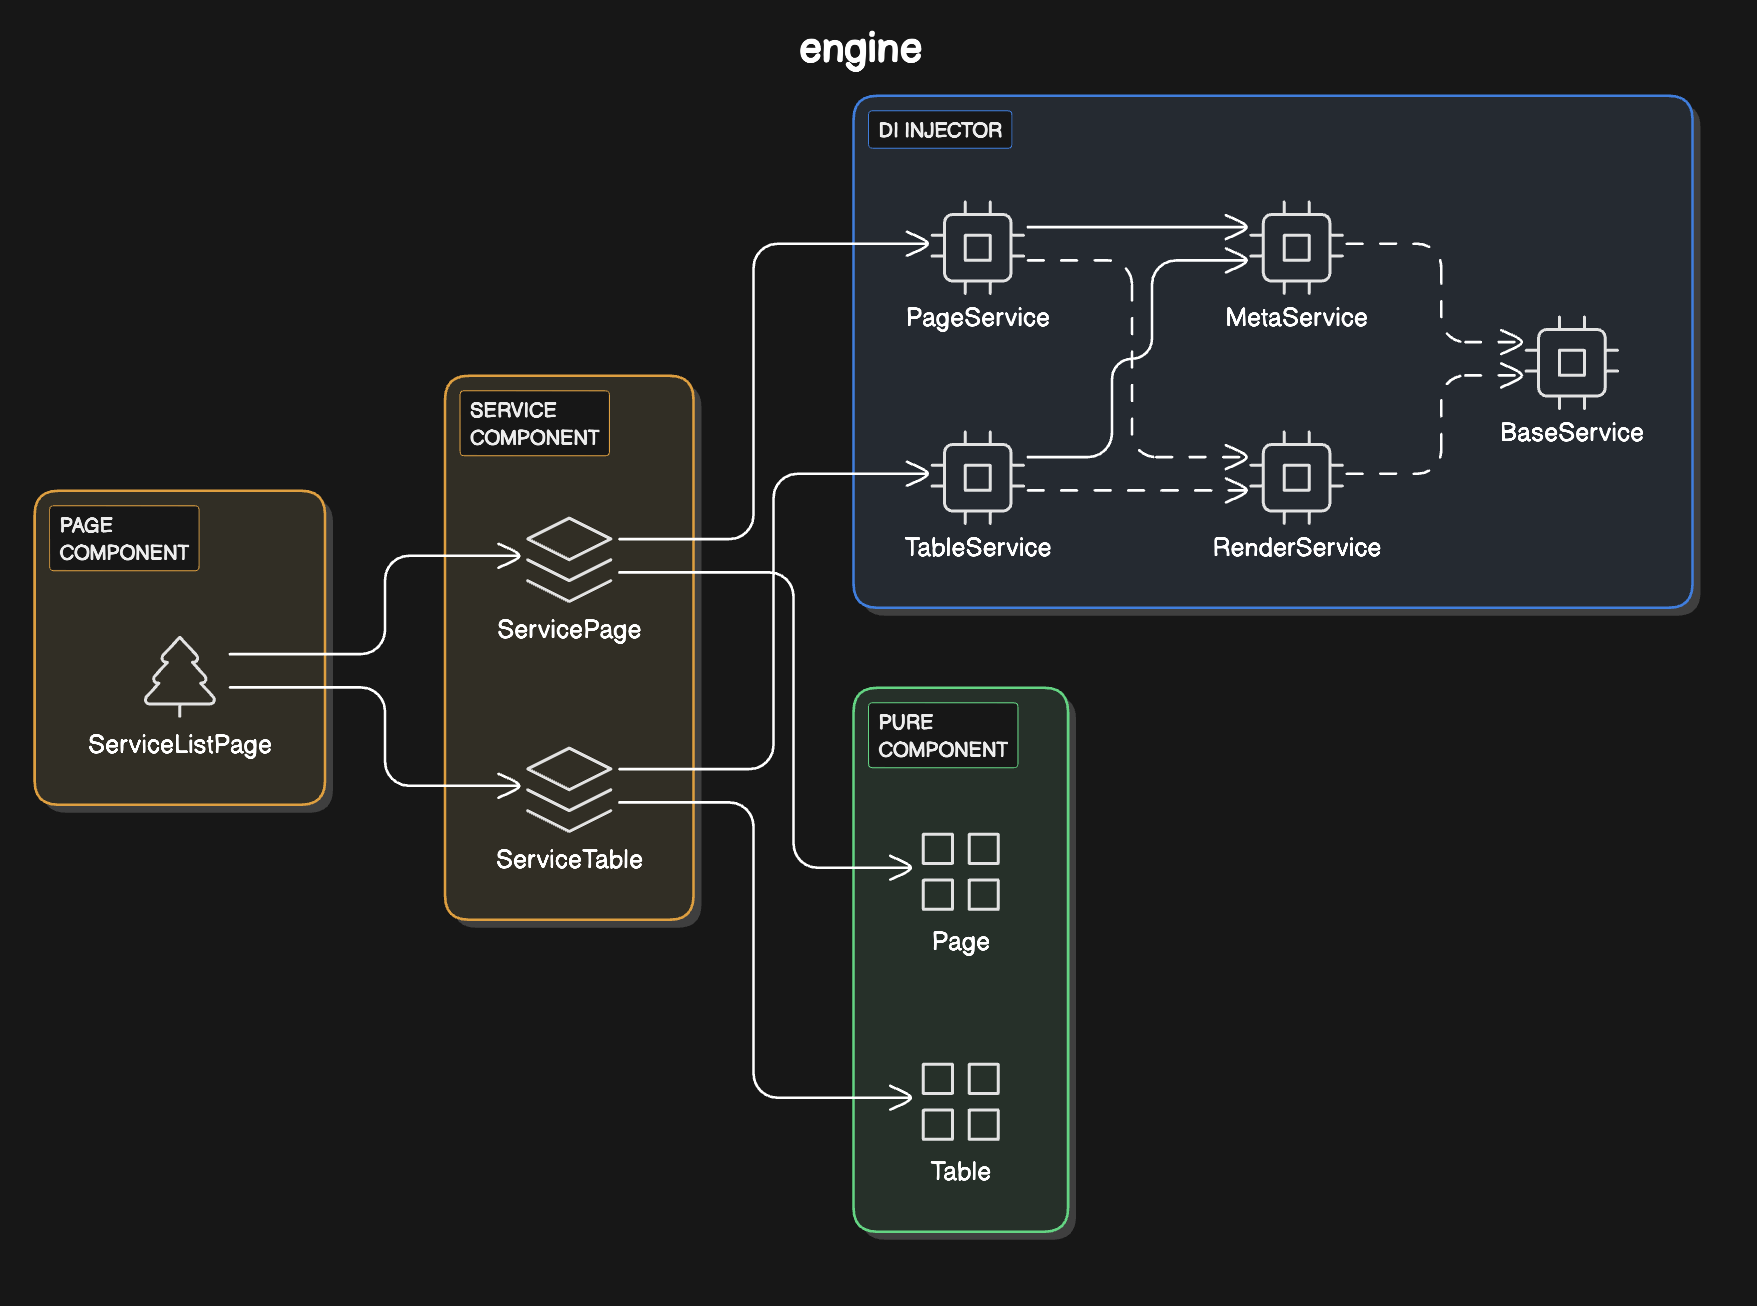 engine
DI INJECTOR
PageService
MetaService
BaseService
TableService
RenderService
SERVICE
COMPONENT
ServicePage
ServiceTable
PAGE
COMPONENT
ServiceListPage
PURE
COMPONENT
Page
Table